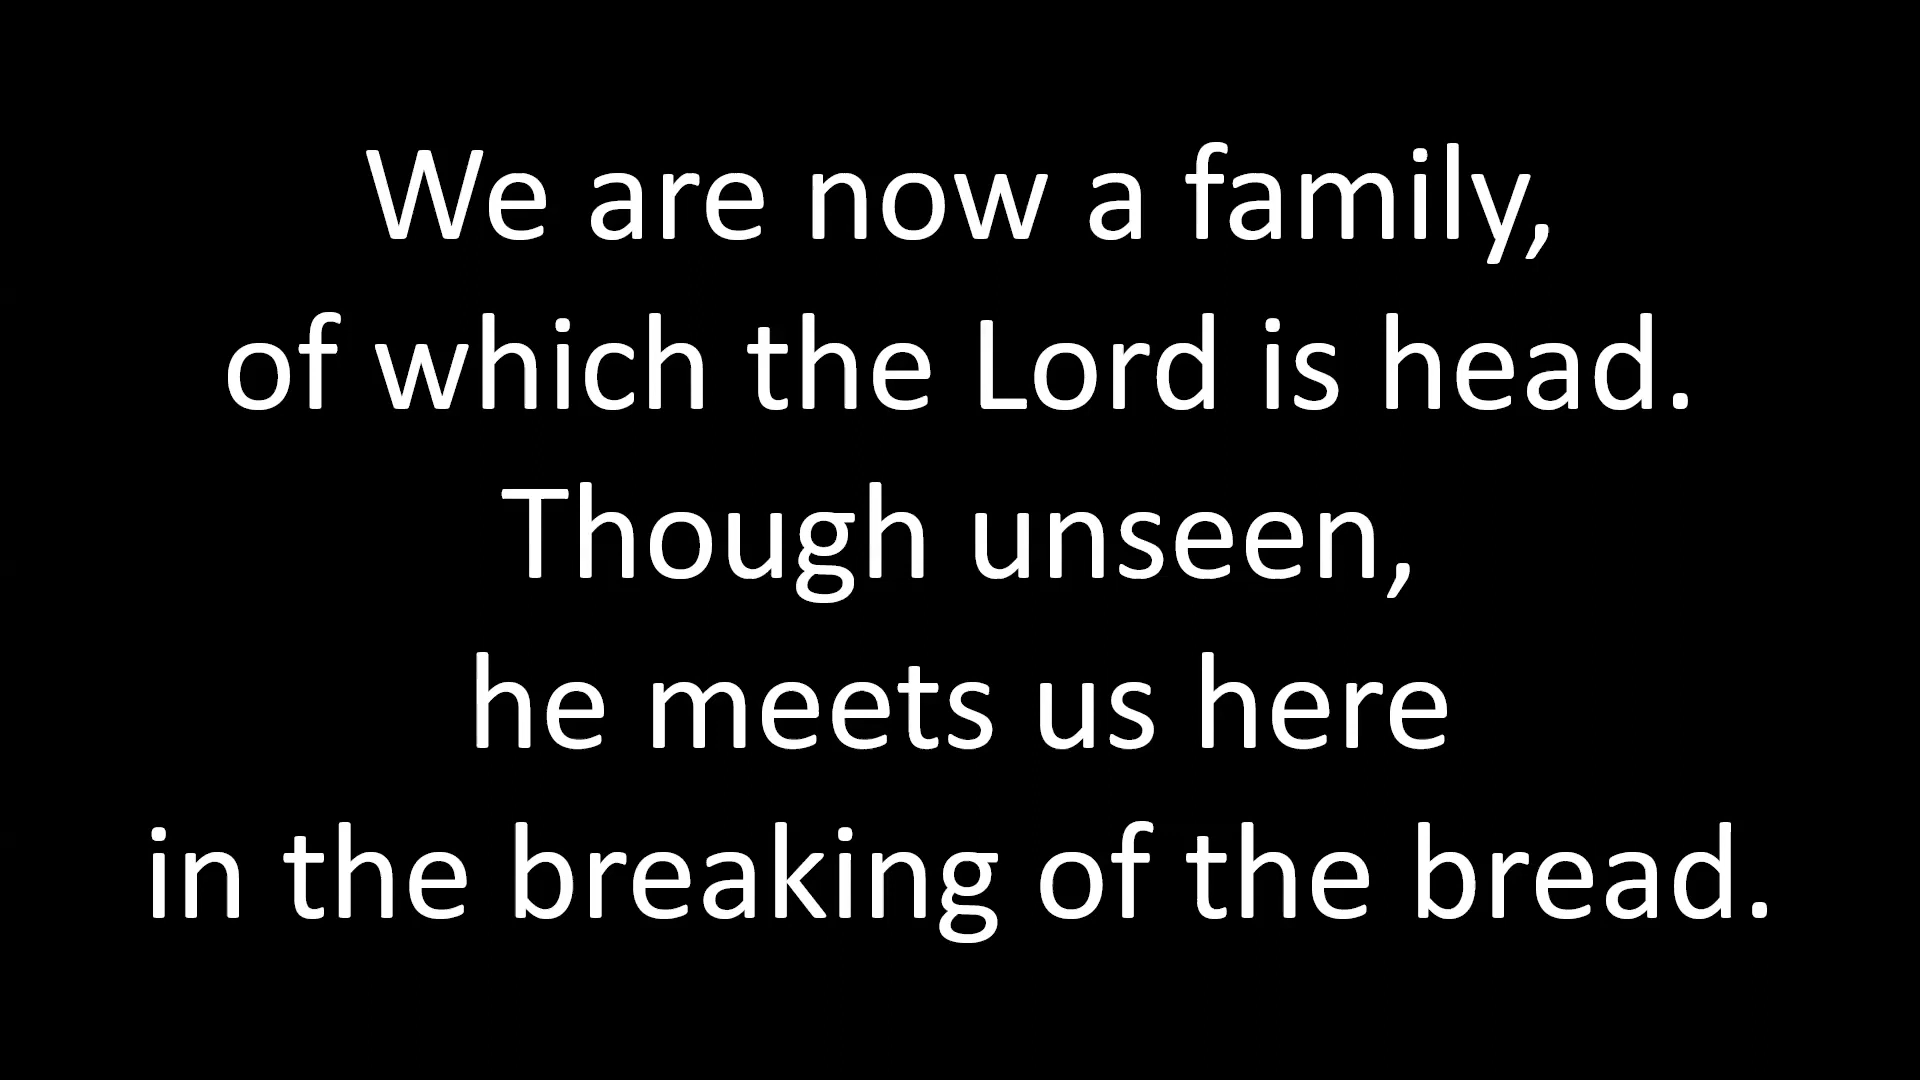 We are now a family,
of which the Lord is head.
Though unseen,
he meets us here
in the breaking of the bread.